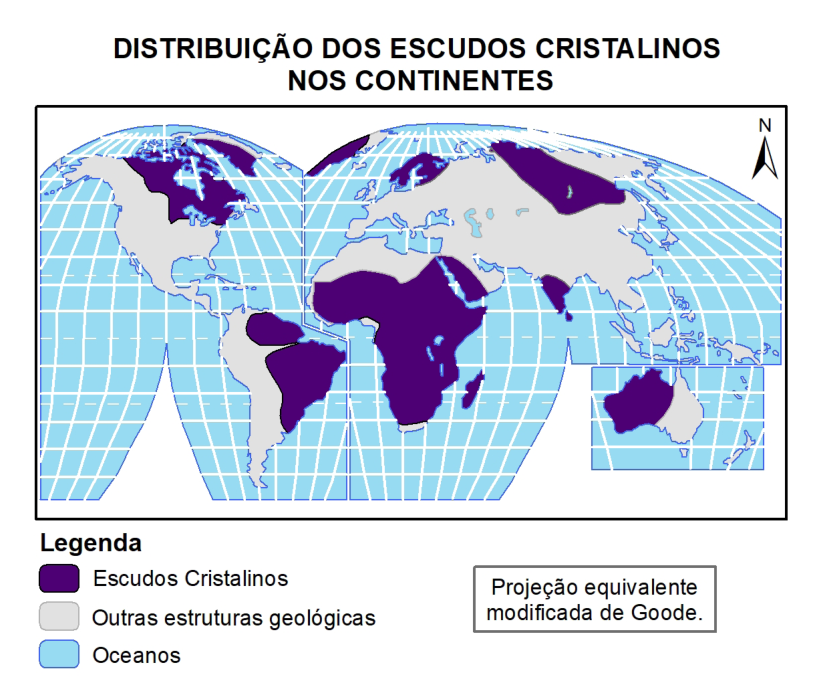 DISTRIBUIÇÃO DOS ESCUDOS CRISTALINOS
NOS CONTINENTES
N
Legenda
Escudos Cristalinos
Outras estruturas geológicas
Oceanos
Projeção equivalente
modificada de Goode.